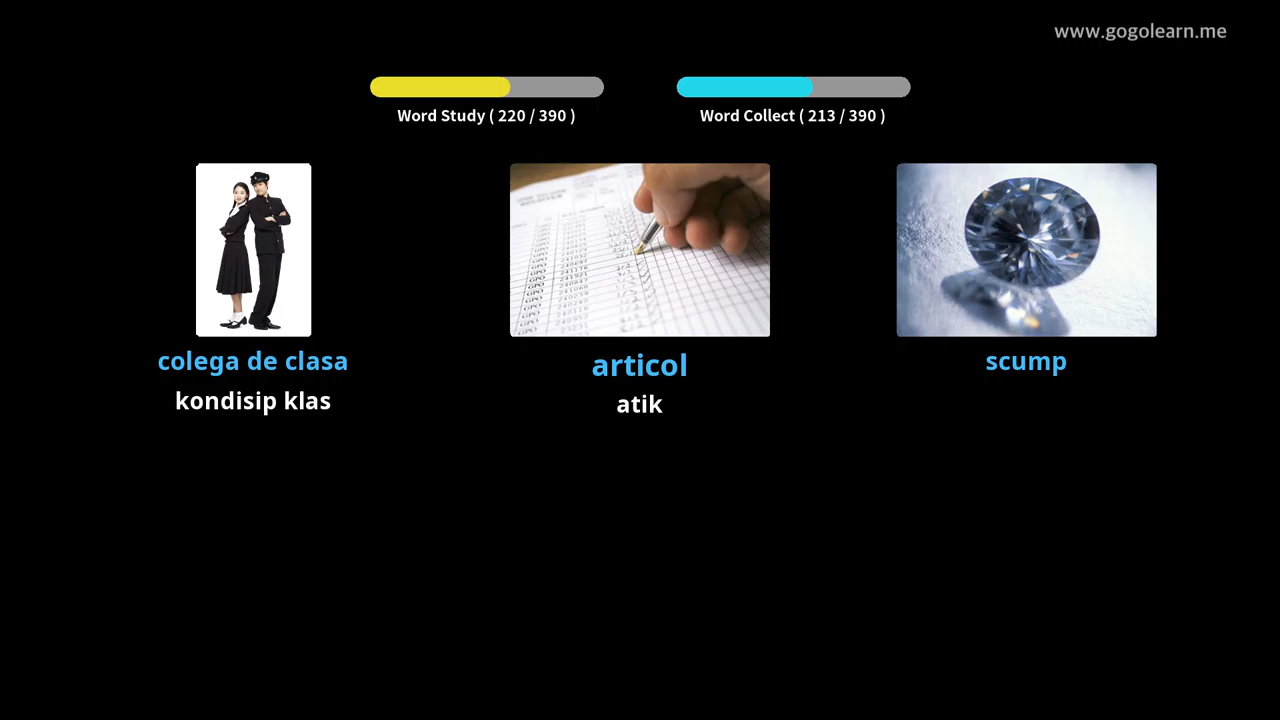 www.gogolearn.me
Word Study ( 220 / 390 )
Word Collect ( 213 / 390 )
colega de clasa
kondisip klas
articol
atik
scump